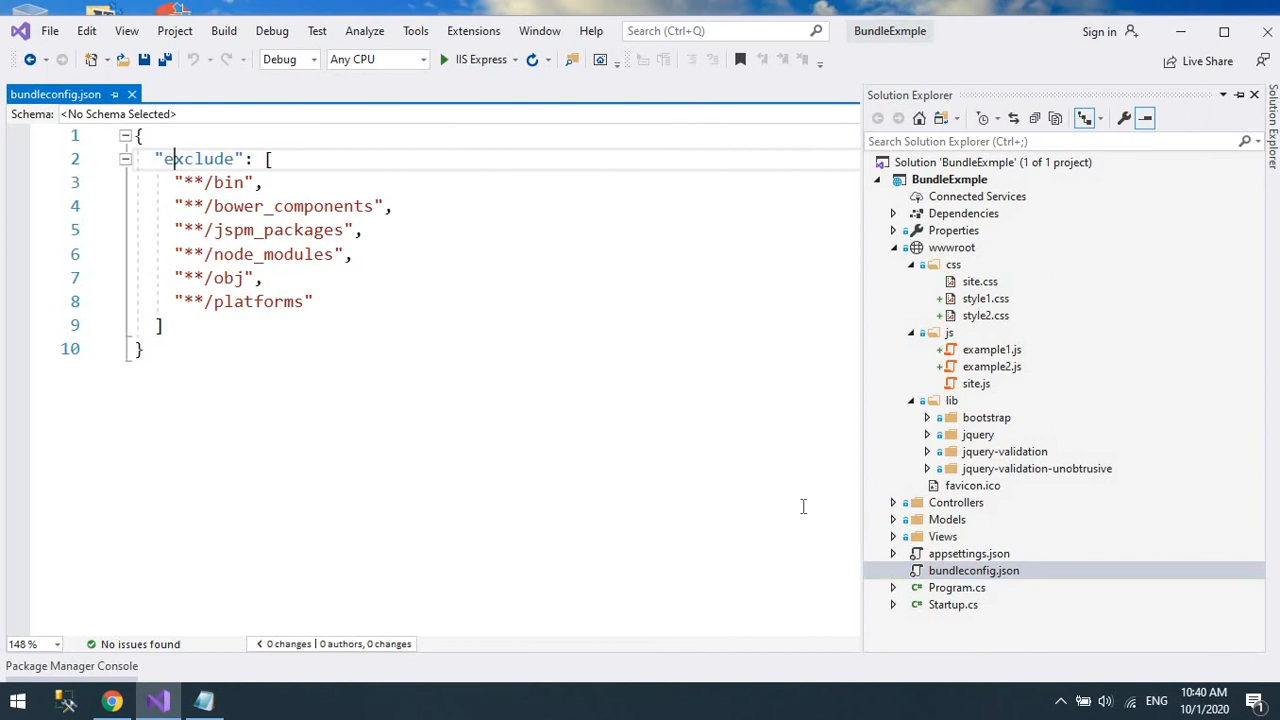 File Edit View Project Build Debug Test Analyze Tools Extensions Window Help Search (Ctrl+Q) BundleExmple Sign in
Debug Any CPU IIS Express Live Share
bundleconfig.json
Schema: <No Schema Selected>
1 {
2 "exclude": [
3 "**/bin",
4 "**/bower_components",
5 "**/jspm_packages",
6 "**/node_modules",
7 "**/obj",
8 "**/platforms"
9 ]
10 }
148 % No issues found 0 changes | 0 authors, 0 changes
Package Manager Console
Solution Explorer
Search Solution Explorer (Ctrl+;)
Solution 'BundleExmple' (1 of 1 project)
BundleExmple
Connected Services
Dependencies
Properties
wwwroot
css
site.css
style1.css
style2.css
js
example1.js
example2.js
site.js
lib
bootstrap
jquery
jquery-validation
jquery-validation-unobtrusive
favicon.ico
Controllers
Models
Views
appsettings.json
bundleconfig.json
Program.cs
Startup.cs
Solution Explorer
ENG
10:40 AM
10/1/2020
1